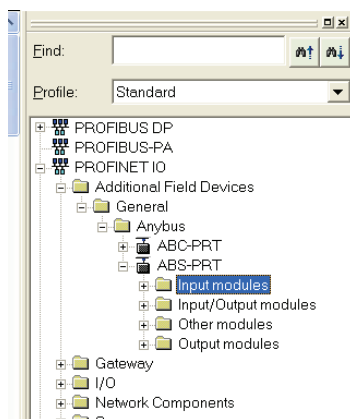 Find:
Profile: Standard
PROFIBUS DP
PROFIBUS-PA
PROFINET IO
Additional Field Devices
General
Anybus
ABC-PRT
ABS-PRT
Input modules
Input/Output modules
Other modules
Output modules
Gateway
I/O
Network Components